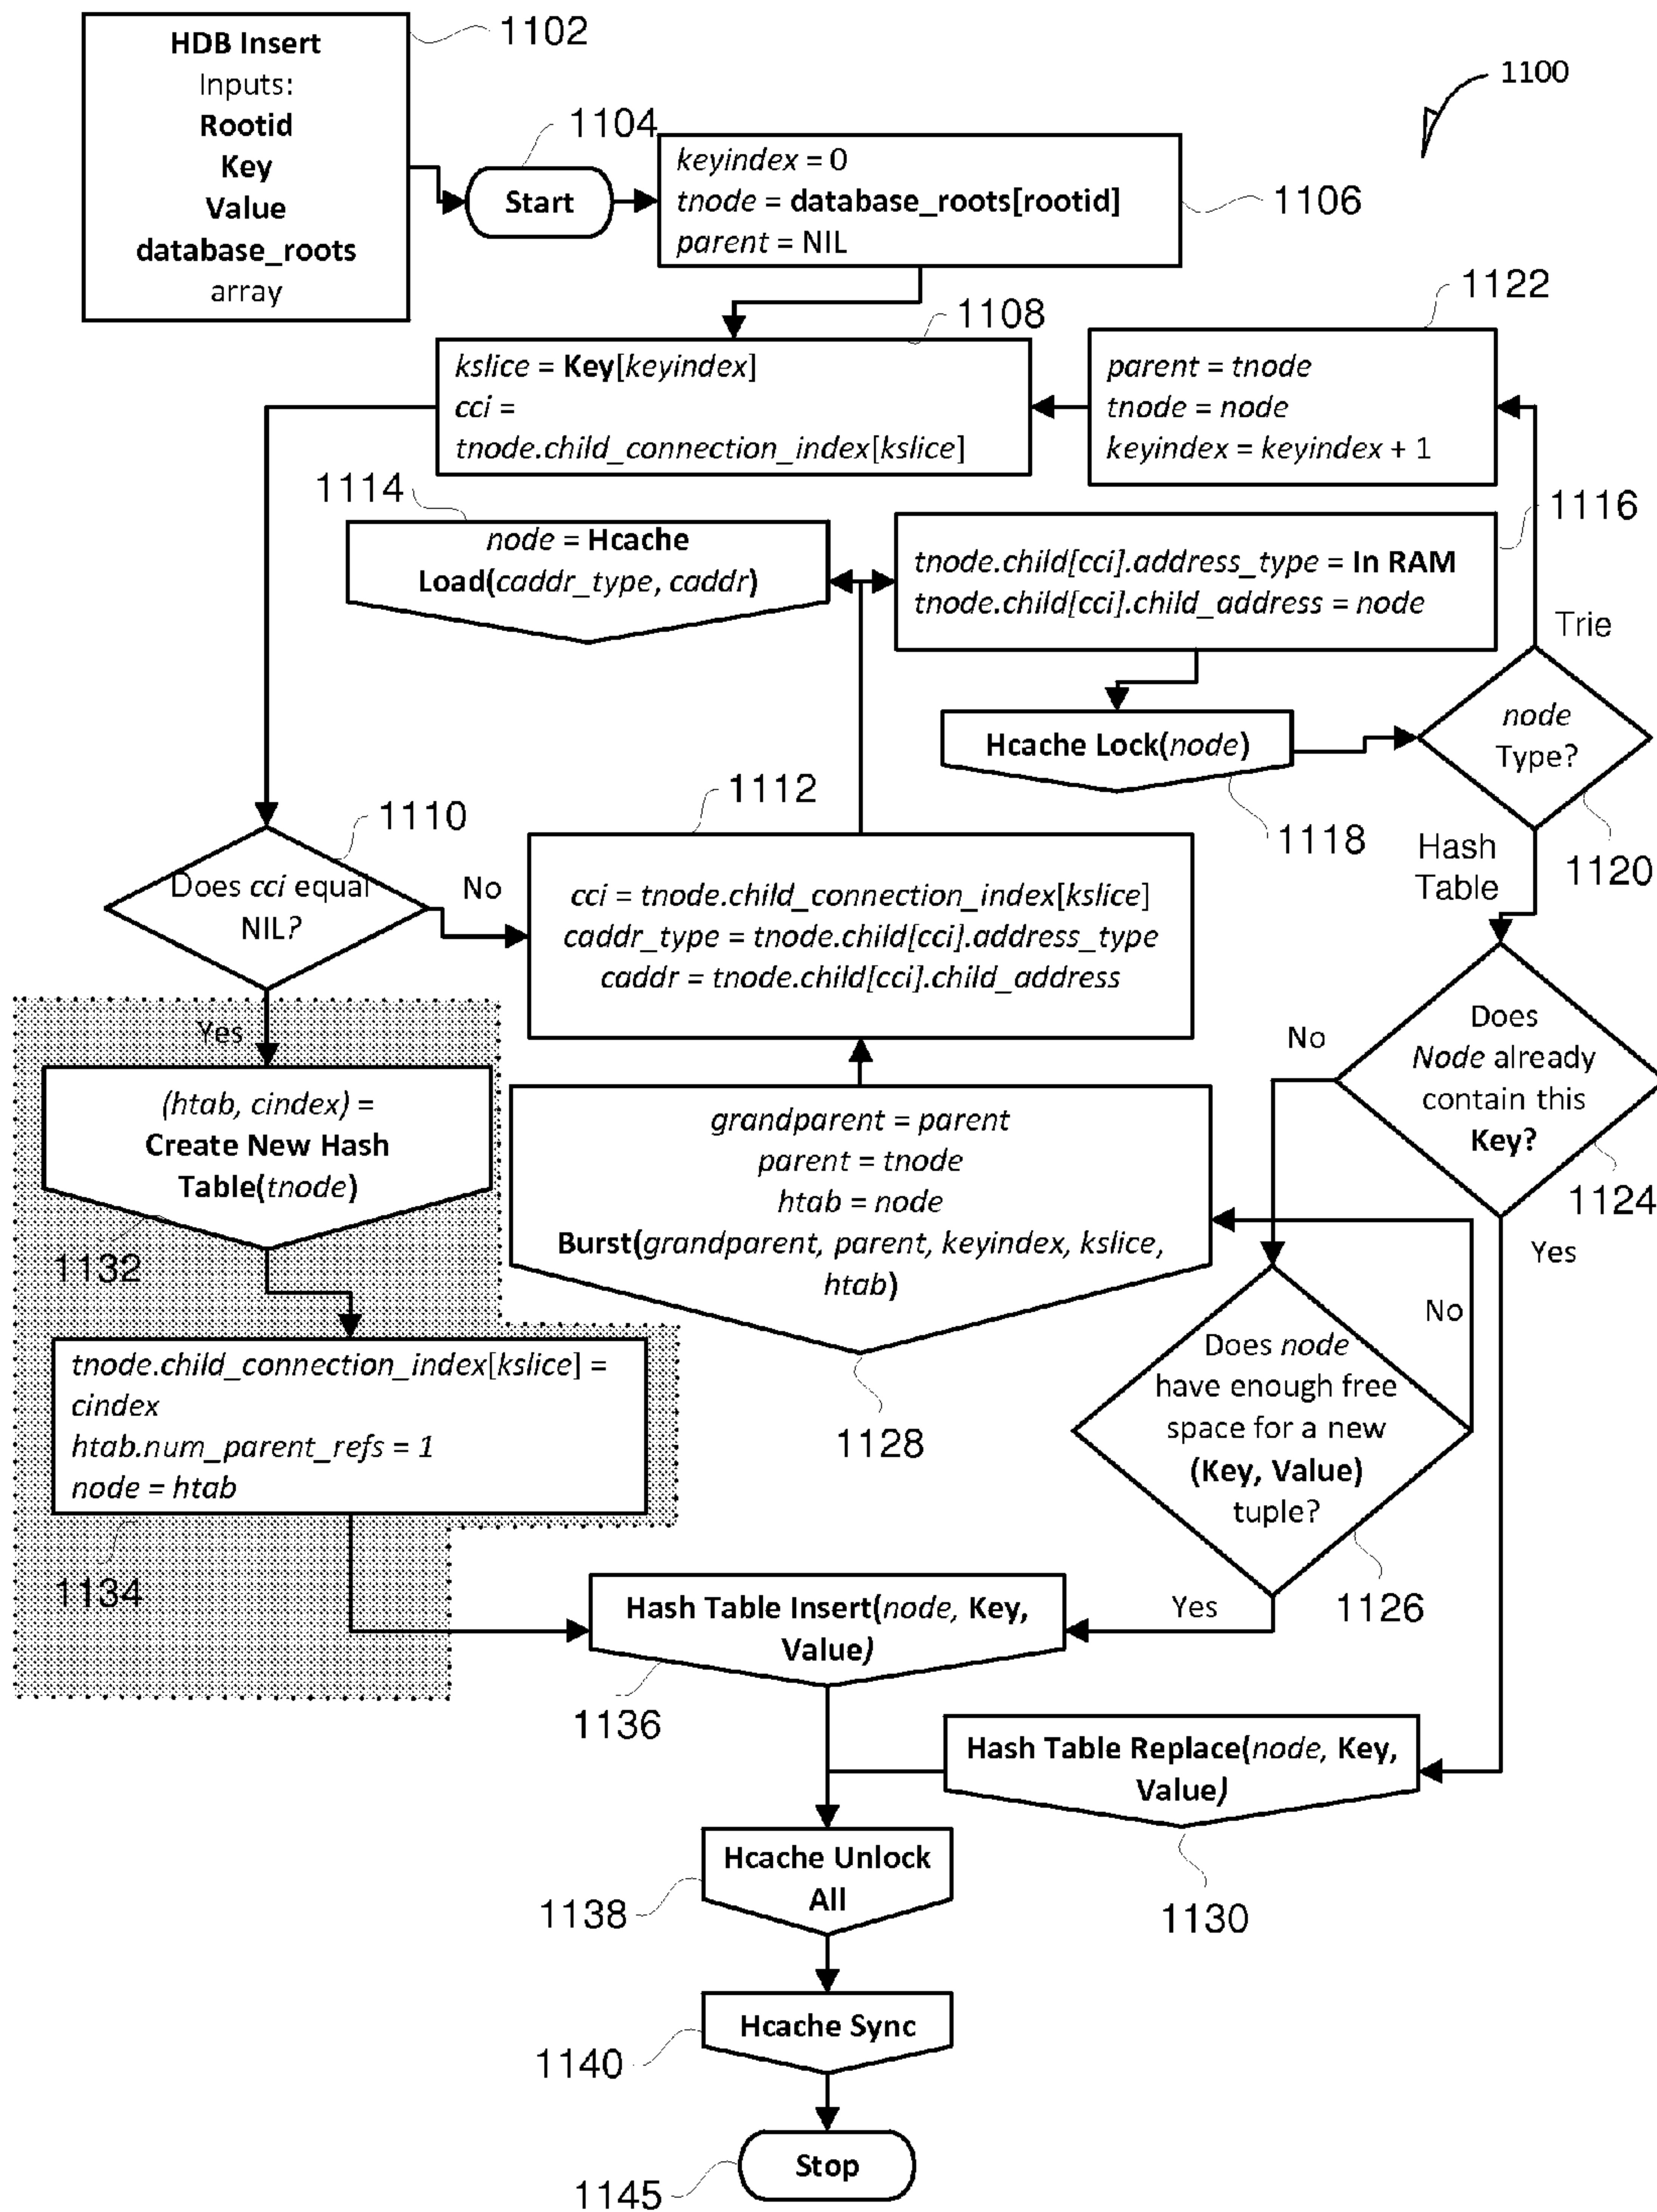 HDB Insert
Inputs:
Rootid
Key
Value
database_roots
array
1102
1100
1104
Start
keyindex = 0
tnode = database_roots[rootid]
parent = NIL
1106
1108
kslice = Key[keyindex]
cci =
tnode.child_connection_index[kslice]
1122
parent = tnode
tnode = node
keyindex = keyindex + 1
1114
node = Hcache
Load(caddr_type, caddr)
1116
tnode.child[cci].address_type = In RAM
tnode.child[cci].child_address = node
Trie
Hcache Lock(node)
1118
node
Type?
1120
Hash
Table
1110
Does cci equal
NIL?
No
Yes
1112
cci = tnode.child_connection_index[kslice]
caddr_type = tnode.child[cci].address_type
caddr = tnode.child[cci].child_address
Does
Node already
contain this
Key?
No
1124
Yes
(htab, cindex) =
Create New Hash
Table(tnode)
1132
grandparent = parent
parent = tnode
htab = node
Burst(grandparent, parent, keyindex, kslice,
htab)
1128
No
Does node
have enough free
space for a new
(Key, Value)
tuple?
1126
Yes
tnode.child_connection_index[kslice] =
cindex
htab.num_parent_refs = 1
node = htab
1134
Hash Table Insert(node, Key,
Value)
1136
Hash Table Replace(node, Key,
Value)
1130
Hcache Unlock
All
1138
Hcache Sync
1140
Stop
1145